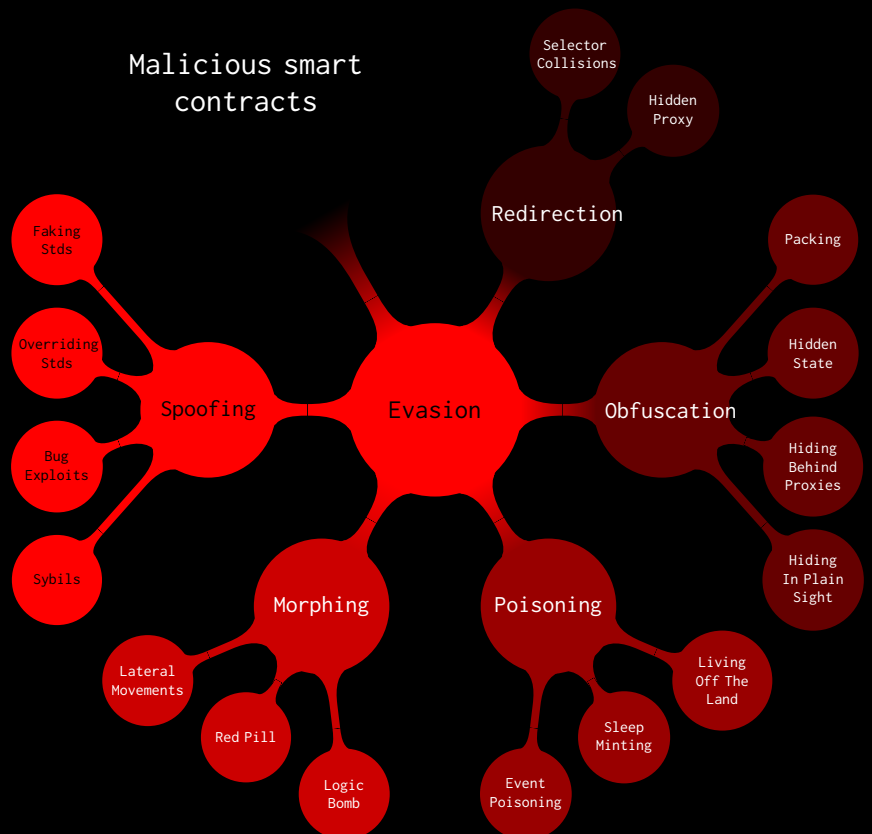 Malicious smart
contracts
Selector
Collisions
Hidden
Proxy
Redirection
Faking
Stds
Overriding
Stds
Bug
Exploits
Sybils
Spoofing
Evasion
Obfuscation
Packing
Hidden
State
Hiding
Behind
Proxies
Hiding
In Plain
Sight
Morphing
Lateral
Movements
Red Pill
Logic
Bomb
Poisoning
Living
Off The
Land
Sleep
Minting
Event
Poisoning